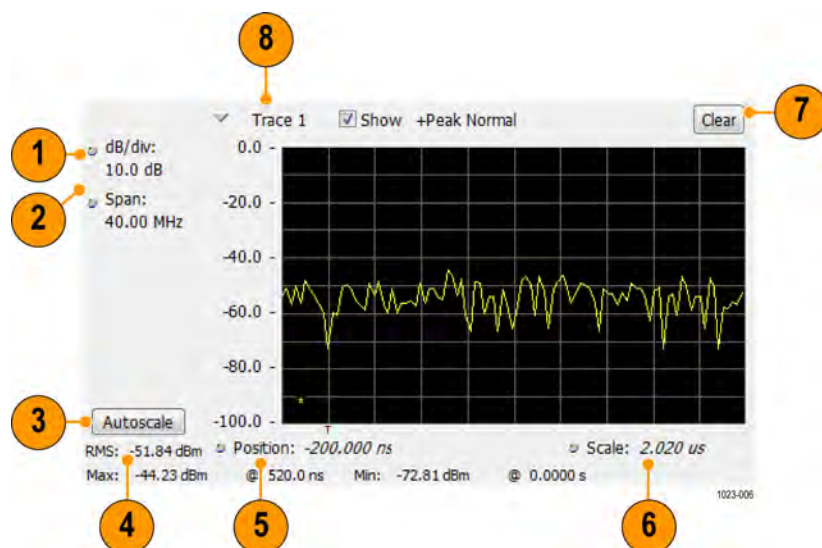 8
Trace 1 Show +Peak Normal Clear
7
1
dB/div:
10.0 dB
2
Span:
40.00 MHz
0.0
-20.0
-40.0
-60.0
-80.0
-100.0
T
3
Autoscale
RMS: -51.84 dBm Position: -200.000 ns Scale: 2.020 us
Max: -44.23 dBm @ 520.0 ns Min: -72.81 dBm @ 0.0000 s
1023-006
4
5
6